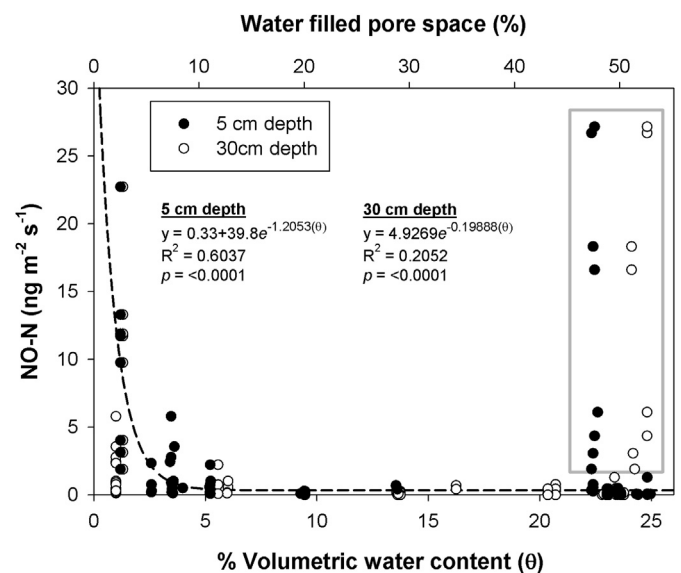 Water filled pore space (%)
0 10 20 30 40 50
30
25
20
15
10
5
0
NO-N (ng m⁻² s⁻¹)
5 cm depth
30cm depth
5 cm depth
y = 0.33+39.8e^-1.2053(θ)
R² = 0.6037
p = <0.0001
30 cm depth
y = 4.9269e^-0.19888(θ)
R² = 0.2052
p = <0.0001
0 5 10 15 20 25
% Volumetric water content (θ)